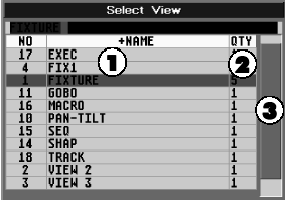 Select View
FIXTURE
NO +NAME QTY
17 EXEC
4 FIX1
1 FIXTURE 5
11 GOBO 1
16 MACRO 1
10 PAN-TILT 1
15 SEQ 1
14 SHAP 1
18 TRACK 1
2 VIEW 2 1
3 VIEW 3 1
1
2
3